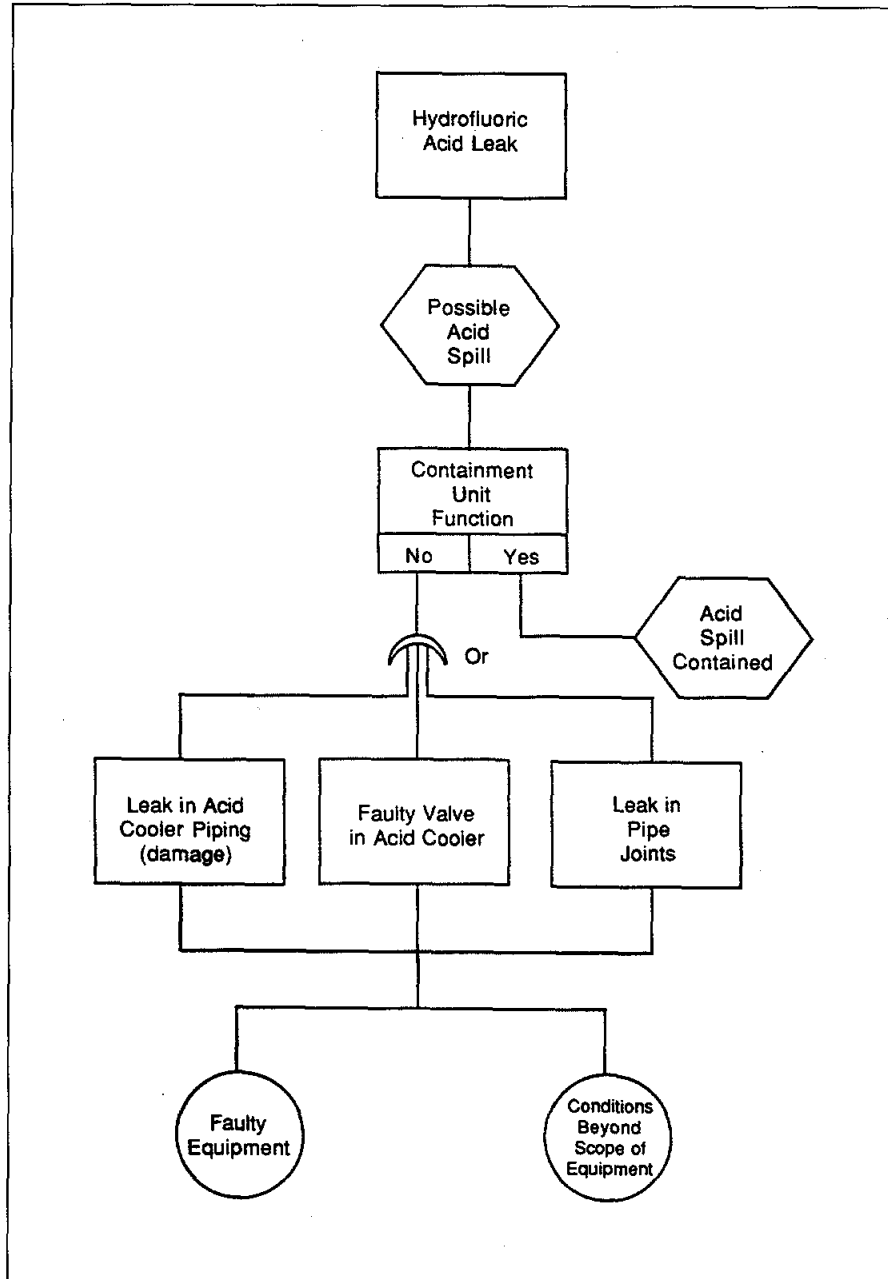 Hydrofluoric
Acid Leak
Possible
Acid
Spill
Containment
Unit
Function
No
Yes
Acid
Spill
Contained
Or
Leak in Acid
Cooler Piping
(damage)
Faulty Valve
in Acid Cooler
Leak in
Pipe
Joints
Faulty
Equipment
Conditions
Beyond
Scope of
Equipment